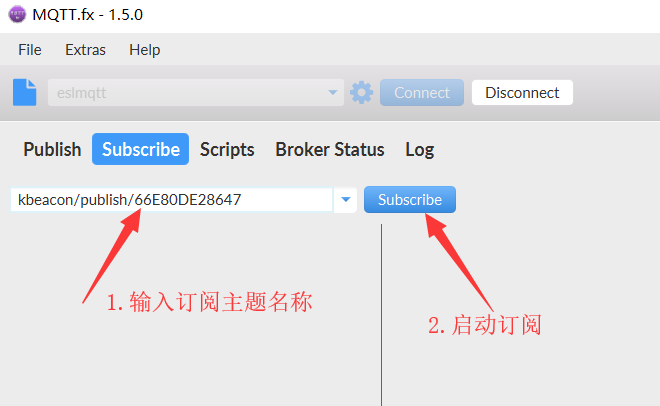 MQTT.fx - 1.5.0
File Extras Help
eslmqtt Connect Disconnect
Publish Subscribe Scripts Broker Status Log
kbeacon/publish/66E80DE28647 Subscribe
1.输入订阅主题名称
2.启动订阅